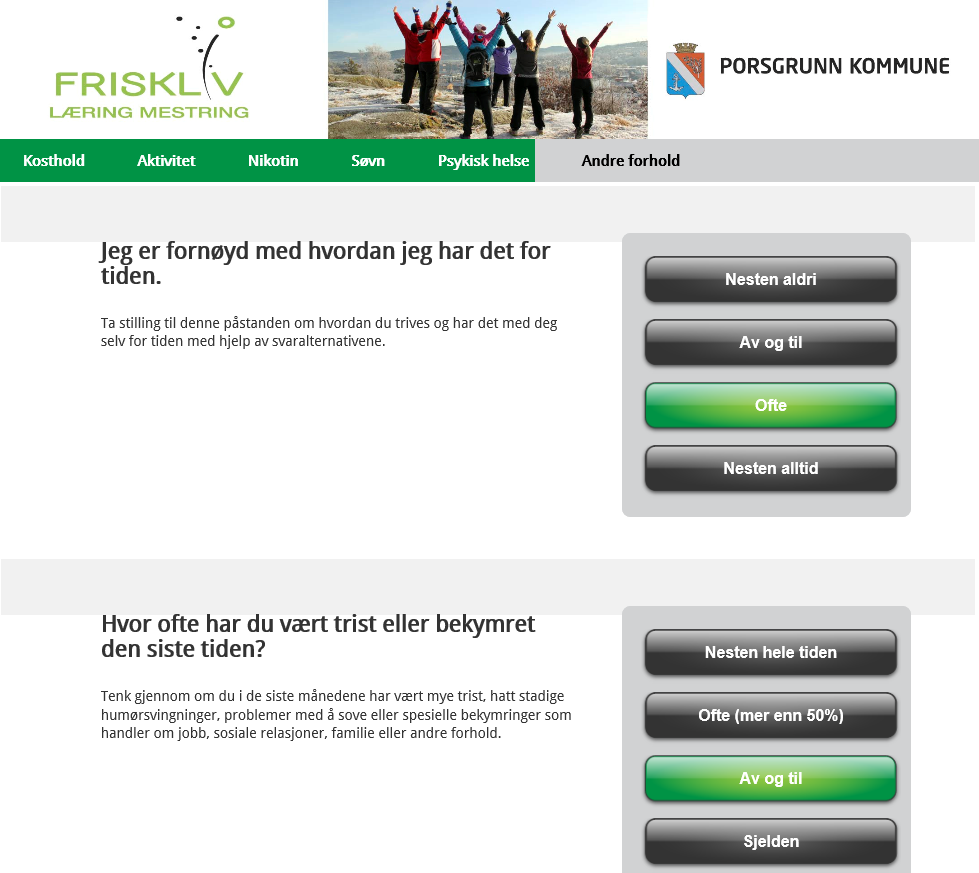 FRISKLIV
LÆRING MESTRING
PORSGRUNN KOMMUNE
Kosthold Aktivitet Nikotin Søvn Psykisk helse Andre forhold
Jeg er fornøyd med hvordan jeg har det for
tiden.
Ta stilling til denne påstanden om hvordan du trives og har det med deg
selv for tiden med hjelp av svaralternativene.
Nesten aldri
Av og til
Ofte
Nesten alltid
Hvor ofte har du vært trist eller bekymret
den siste tiden?
Tenk gjennom om du i de siste månedene har vært mye trist, hatt stadige
humørsvingninger, problemer med å sove eller spesielle bekymringer som
handler om jobb, sosiale relasjoner, familie eller andre forhold.
Nesten hele tiden
Ofte (mer enn 50%)
Av og til
Sjelden